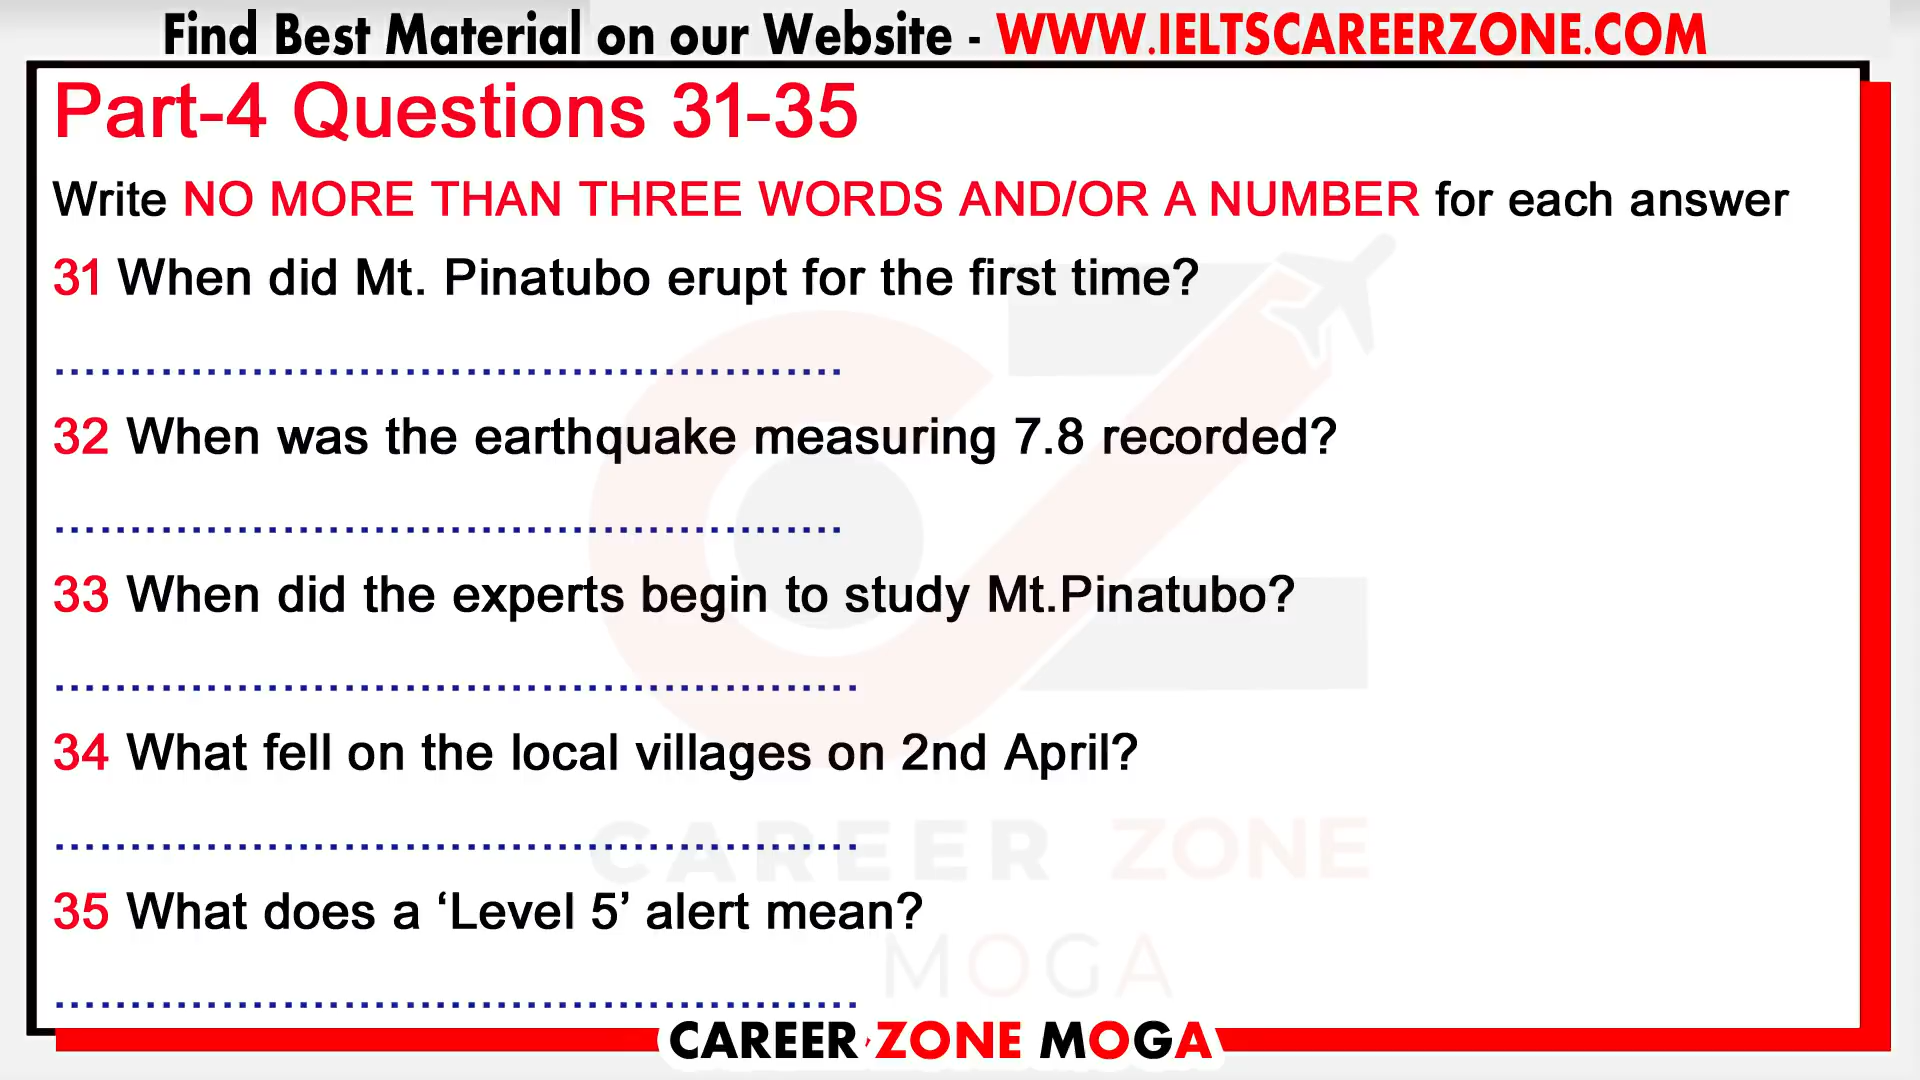 Find Best Material on our Website - WWW.IELTSCAREERZONE.COM
Part-4 Questions 31-35
Write NO MORE THAN THREE WORDS AND/OR A NUMBER for each answer
31 When did Mt. Pinatubo erupt for the first time?
....................................................
32 When was the earthquake measuring 7.8 recorded?
....................................................
33 When did the experts begin to study Mt.Pinatubo?
.....................................................
34 What fell on the local villages on 2nd April?
.....................................................
CAREER ZONE
35 What does a ‘Level 5’ alert mean?
MOGA
.....................................................
CAREER ZONE MOGA